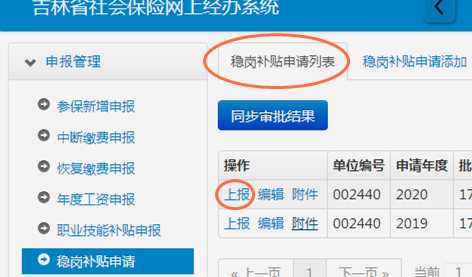 吉林省社会保险网上经办系统
申报管理
参保新增申报
中断缴费申报
恢复缴费申报
年度工资申报
职业技能补贴申报
稳岗补贴申请
稳岗补贴申请列表 稳岗补贴申请添加
同步审批结果
操作 单位编号 申请年度 批
上报 编辑 附件 002440 2020 17
上报 编辑 附件 002440 2019 17
« 上一页 1 下一页 » 当前